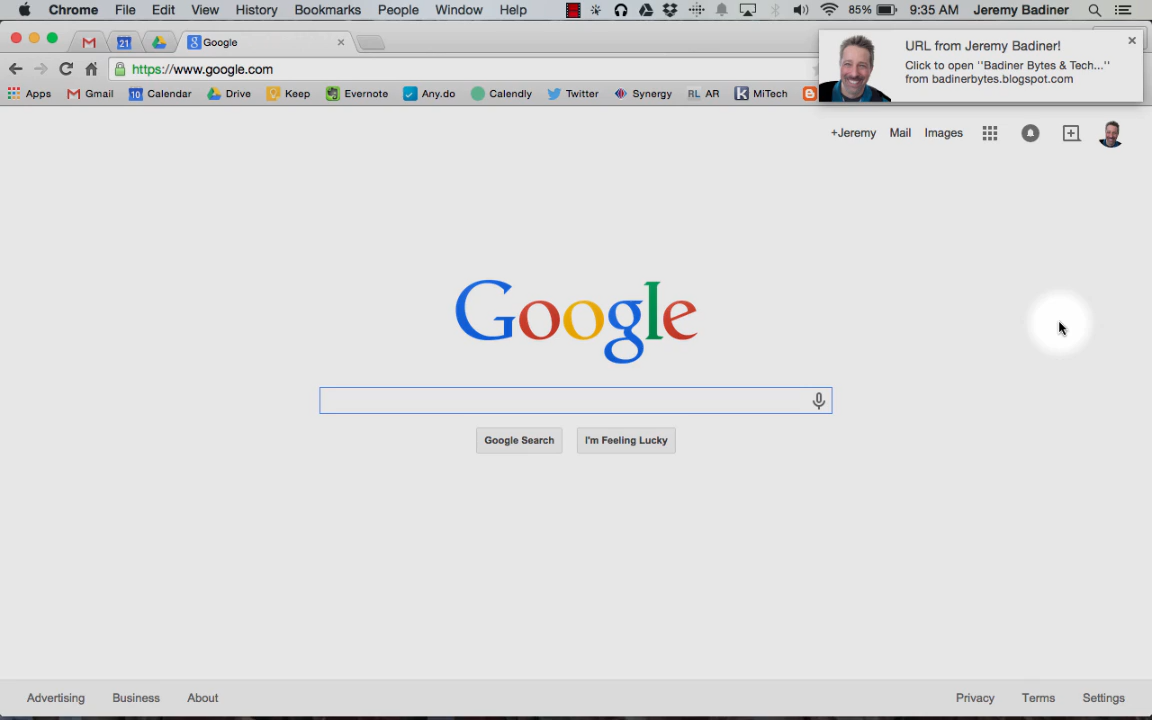 Chrome File Edit View History Bookmarks People Window Help 85% 9:35 AM Jeremy Badiner
21 Google
https://www.google.com
Apps Gmail 10 Calendar Drive Keep Evernote Any.do Calendly Twitter Synergy RL AR MiTech
URL from Jeremy Badiner!
Click to open "Badiner Bytes & Tech..."
from badinerbytes.blogspot.com
+Jeremy Mail Images
Google
Google Search I'm Feeling Lucky
Advertising Business About Privacy Terms Settings